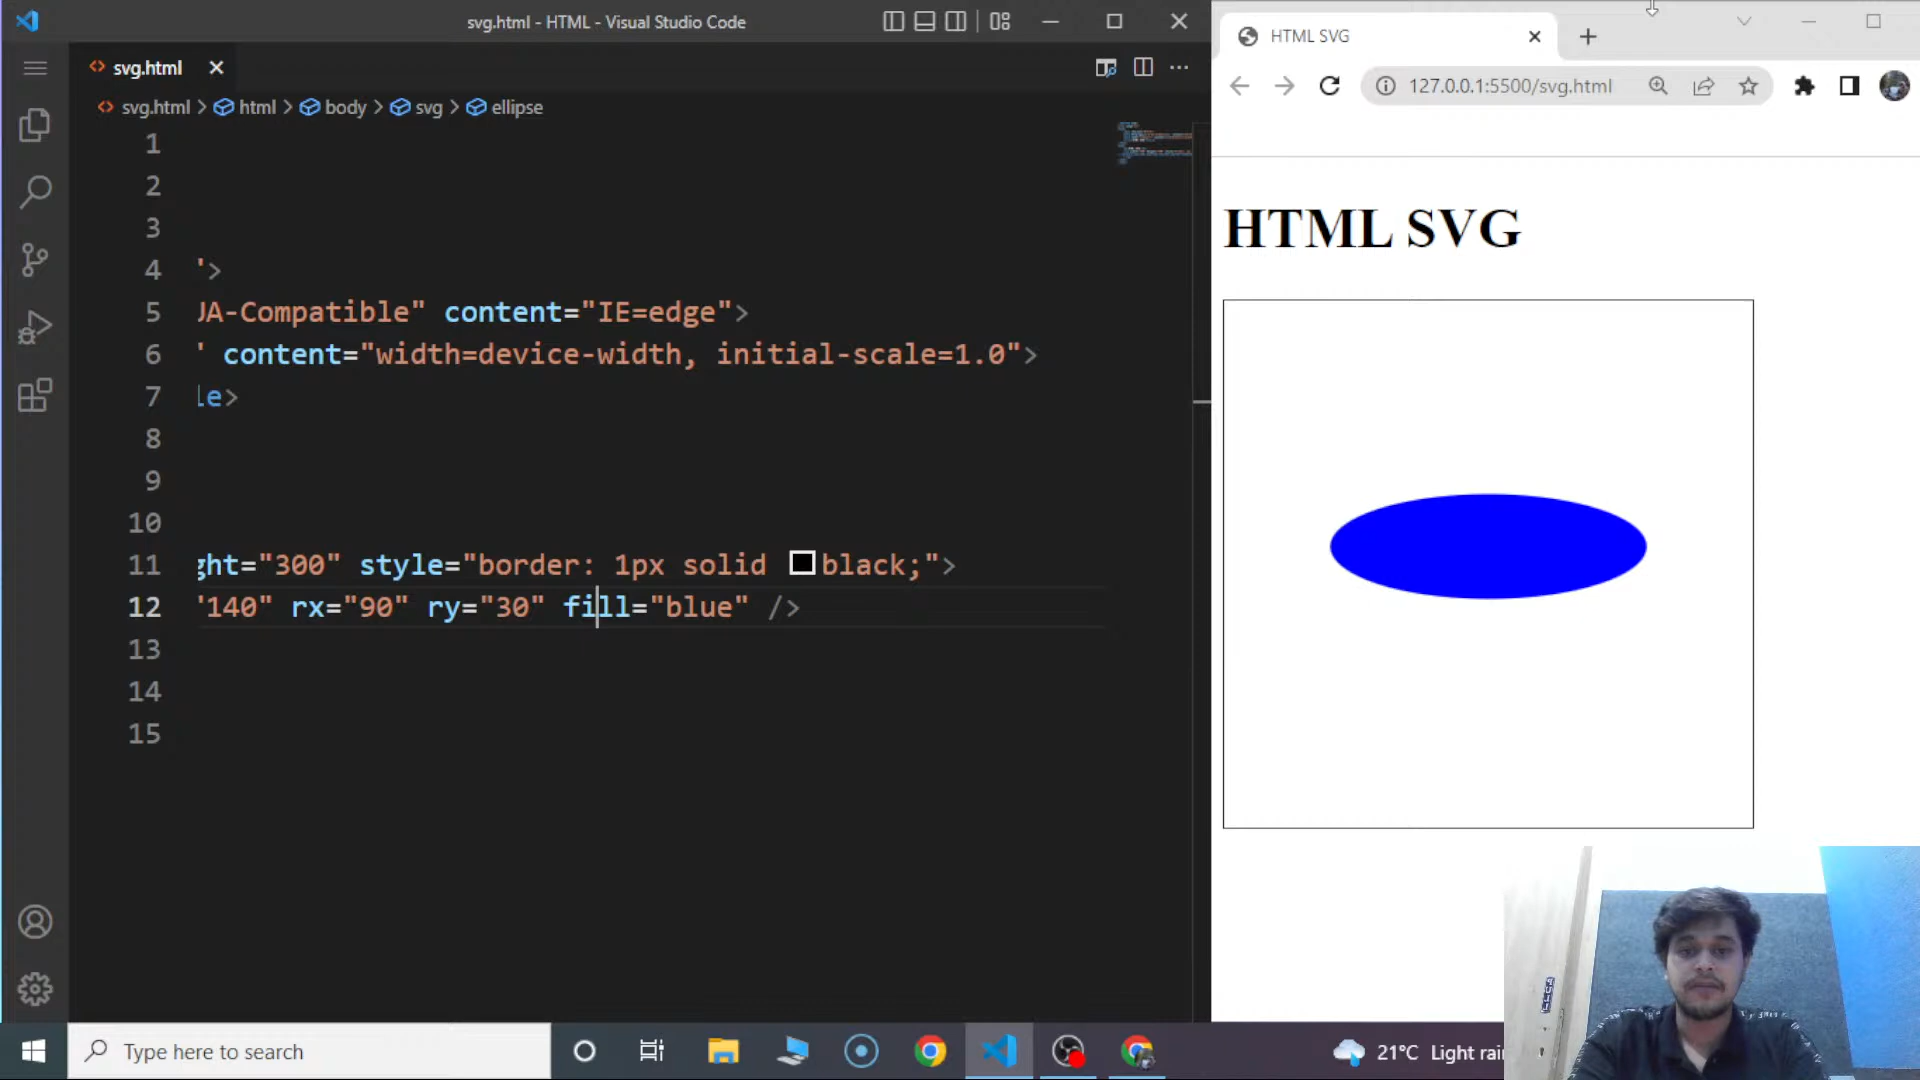 svg.html - HTML - Visual Studio Code
svg.html
svg.html > html > body > svg > ellipse
1
2
3
4 '>
5 UA-Compatible" content="IE=edge">
6 ' content="width=device-width, initial-scale=1.0">
7 le>
8
9
10
11 ght="300" style="border: 1px solid black;">
12 "140" rx="90" ry="30" fill="blue" />
13
14
15
HTML SVG
127.0.0.1:5500/svg.html
HTML SVG
Type here to search
21°C Light rai